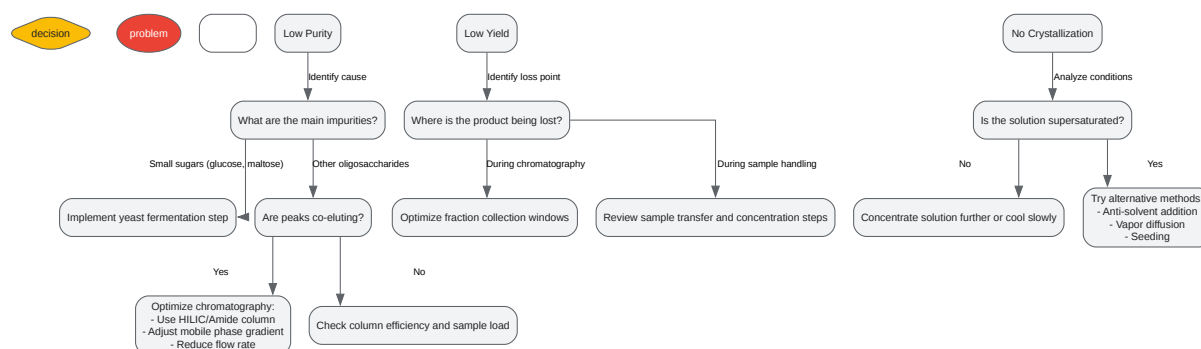 decision
problem
Low Purity
Low Yield
No Crystallization
Identify cause
Identify loss point
Analyze conditions
What are the main impurities?
Where is the product being lost?
Is the solution supersaturated?
Small sugars (glucose, maltose)
Other oligosaccharides
During chromatography
During sample handling
No
Yes
Implement yeast fermentation step
Are peaks co-eluting?
Optimize fraction collection windows
Review sample transfer and concentration steps
Concentrate solution further or cool slowly
Try alternative methods
- Anti-solvent addition
- Vapor diffusion
- Seeding
Yes
No
Optimize chromatography:
- Use HILIC/Amide column
- Adjust mobile phase gradient
- Reduce flow rate
Check column efficiency and sample load